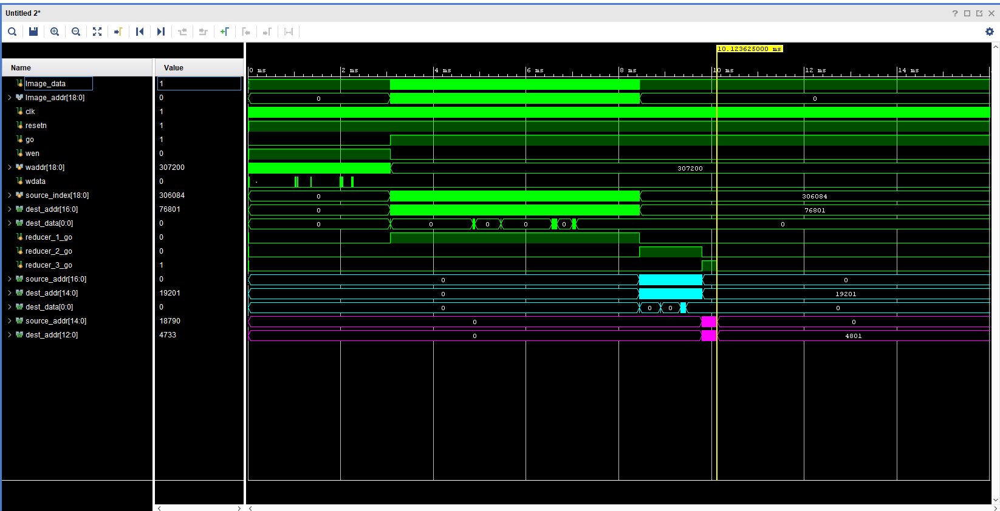 Untitled 2*
10.123625000 ms
Name Value
0 ms 2 ms 4 ms 6 ms 8 ms 10 ms 12 ms 14 ms
Image_data 1
Image_addr[18:0] 0 0 0
clk 1
resetn 1
go 1
wen 0
waddr[18:0] 307200 307200
wdata 0
source_index[18:0] 306084 0 306084
dest_addr[16:0] 76801 0 76801
dest_data[0:0] 0 0 0 0 0 0 0
reducer_1_go 0
reducer_2_go 0
reducer_3_go 1
source_addr[16:0] 0 0 0
dest_addr[14:0] 19201 0 19201
dest_data[0:0] 0 0 0 0 0
source_addr[14:0] 18790 0 0
dest_addr[12:0] 4733 0 4801